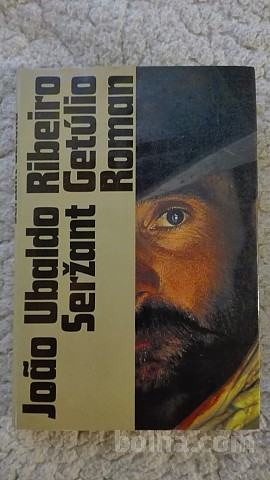 João Ubaldo Ribeiro
Seržant Getúlio
Roman
bolha.com